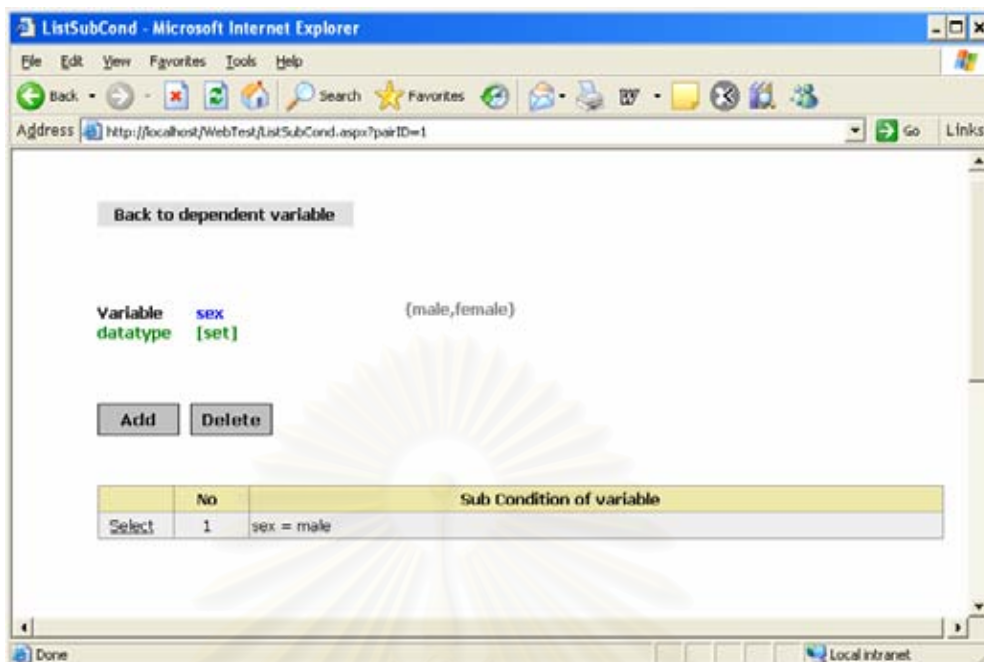 ListSubCond - Microsoft Internet Explorer
File Edit View Favorites Tools Help
Back Search Favorites
Address http://localhost/WebTest/ListSubCond.aspx?pairID=1 Go Links
Back to dependent variable
Variable sex {male,female}
datatype [set]
Add Delete
No Sub Condition of variable
Select 1 sex = male
Done Local intranet